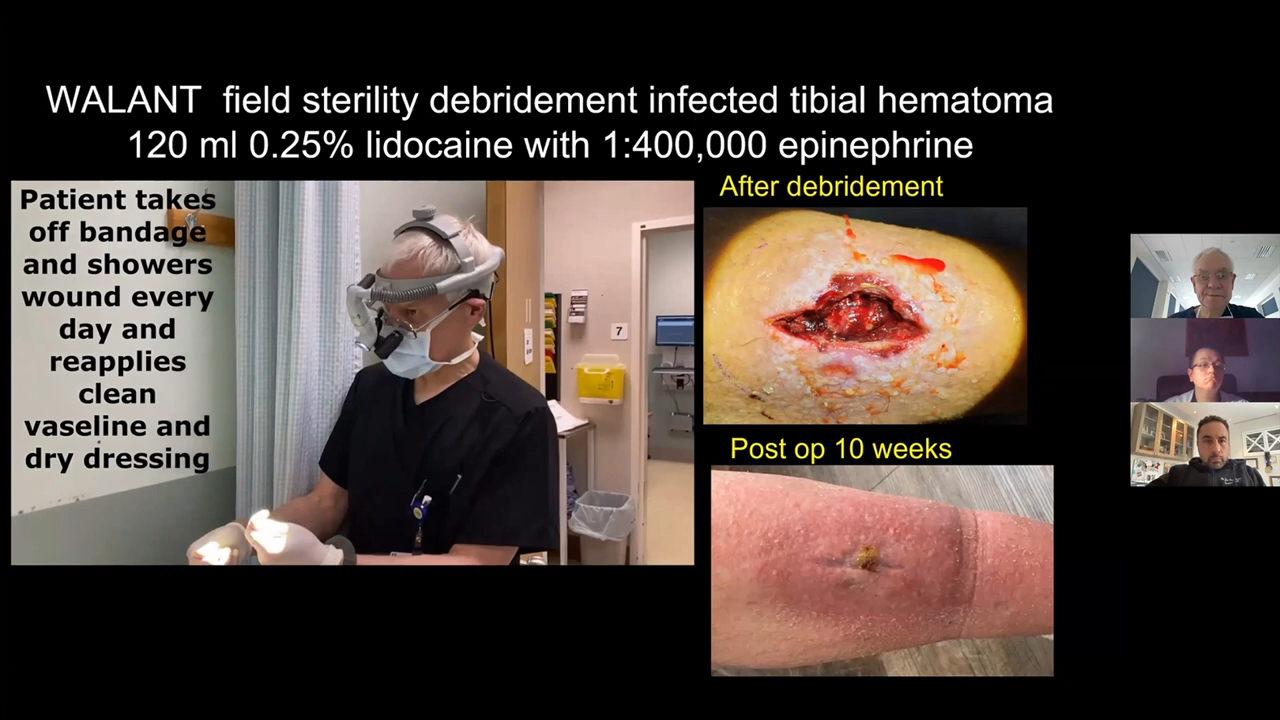 WALANT field sterility debridement infected tibial hematoma
120 ml 0.25% lidocaine with 1:400,000 epinephrine
Patient takes
off bandage
and showers
wound every
day and
reapplies
clean
vaseline and
dry dressing
7
After debridement
Post op 10 weeks